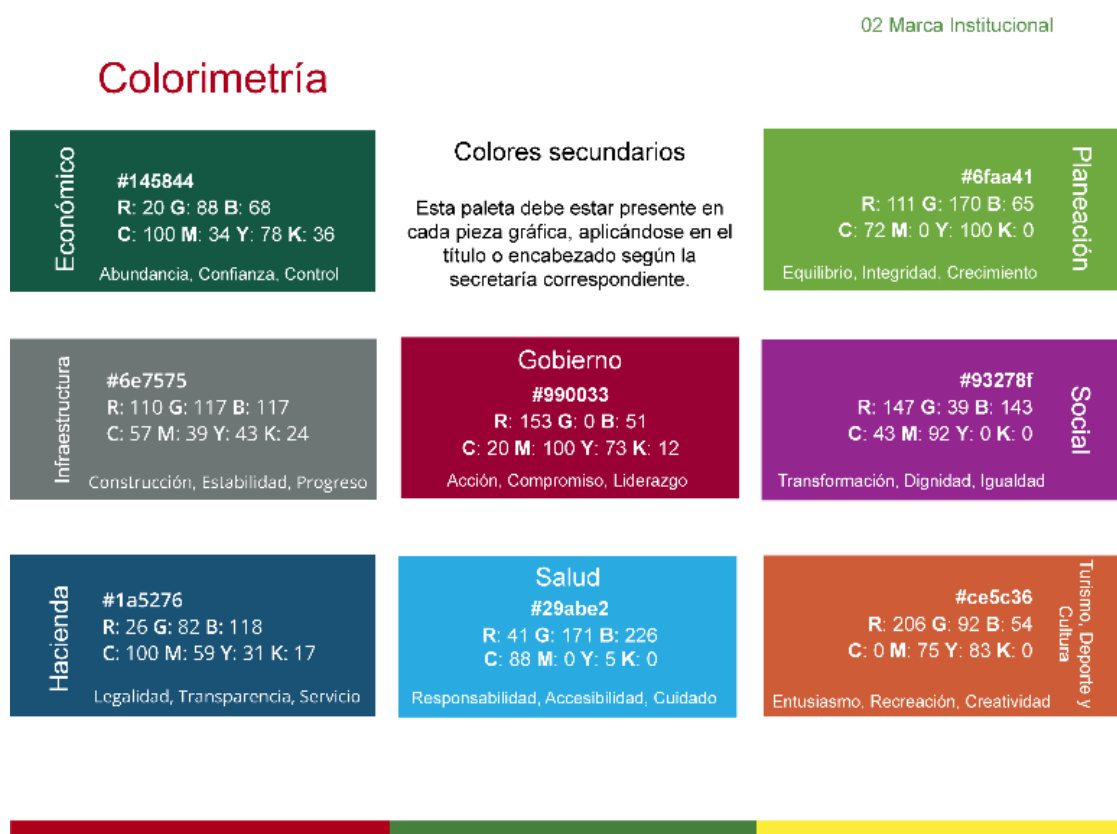 02 Marca Institucional
Colorimetría
Económico
#145844
R: 20 G: 88 B: 68
C: 100 M: 34 Y: 78 K: 36
Abundancia, Confianza, Control
Colores secundarios
Esta paleta debe estar presente en
cada pieza gráfica, aplicándose en el
título o encabezado según la
secretaría correspondiente.
#6faa41
R: 111 G: 170 B: 65
C: 72 M: 0 Y: 100 K: 0
Equilibrio, Integridad. Crecimiento
Planeación
Infraestructura
#6e7575
R: 110 G: 117 B: 117
C: 57 M: 39 Y: 43 K: 24
Construcción, Estabilidad, Progreso
Gobierno
#990033
R: 153 G: 0 B: 51
C: 20 M: 100 Y: 73 K: 12
Acción, Compromiso, Liderazgo
#93278f
R: 147 G: 39 B: 143
C: 43 M: 92 Y: 0 K: 0
Transformación, Dignidad, Igualdad
Social
Hacienda
#1a5276
R: 26 G: 82 B: 118
C: 100 M: 59 Y: 31 K: 17
Legalidad, Transparencia, Servicio
Salud
#29abe2
R: 41 G: 171 B: 226
C: 88 M: 0 Y: 5 K: 0
Responsabilidad, Accesibilidad, Cuidado
#ce5c36
R: 206 G: 92 B: 54
C: 0 M: 75 Y: 83 K: 0
Entusiasmo, Recreación, Creatividad
Turismo, Deporte y
Cultura